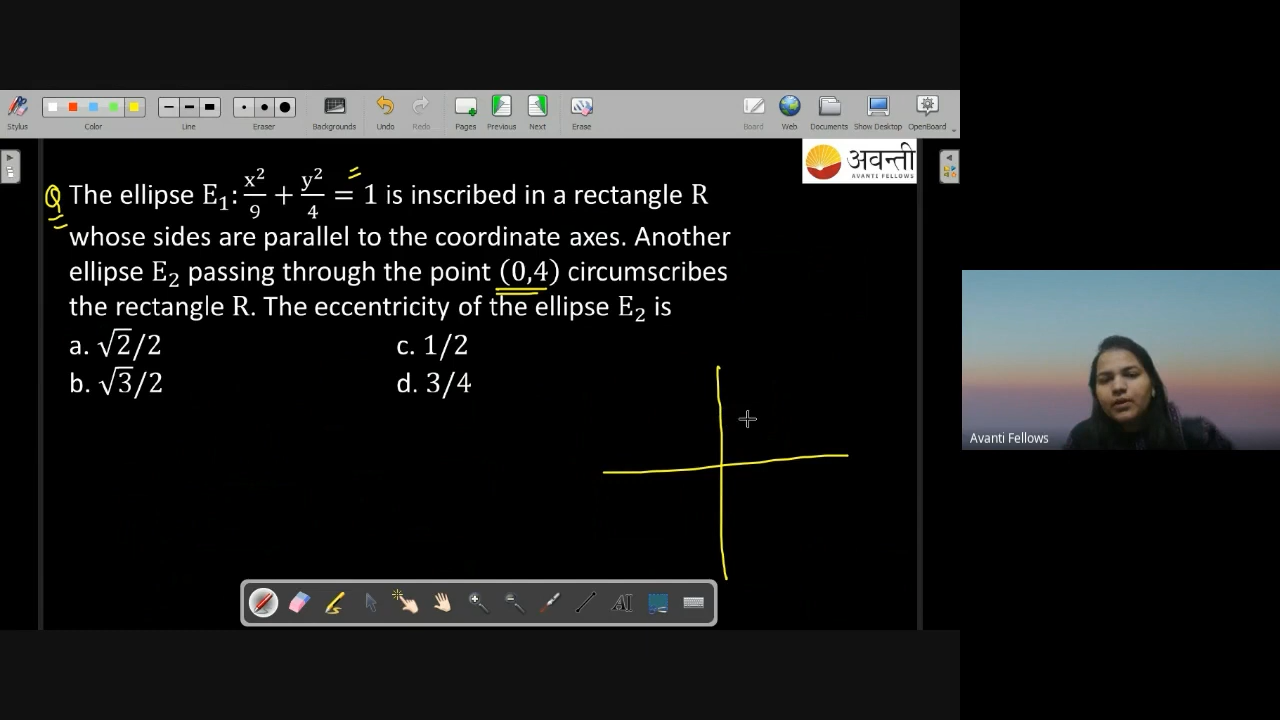 Stylus Color Line Eraser Backgrounds Undo Redo Pages Previous Next Erase Board Web Documents Show Desktop OpenBoard
अवन्ती
AVANTI FELLOWS
Q The ellipse E₁: x²/9 + y²/4 = 1 is inscribed in a rectangle R
whose sides are parallel to the coordinate axes. Another
ellipse E₂ passing through the point (0,4) circumscribes
the rectangle R. The eccentricity of the ellipse E₂ is
a. √2/2 c. 1/2
b. √3/2 d. 3/4
Avanti Fellows
AI